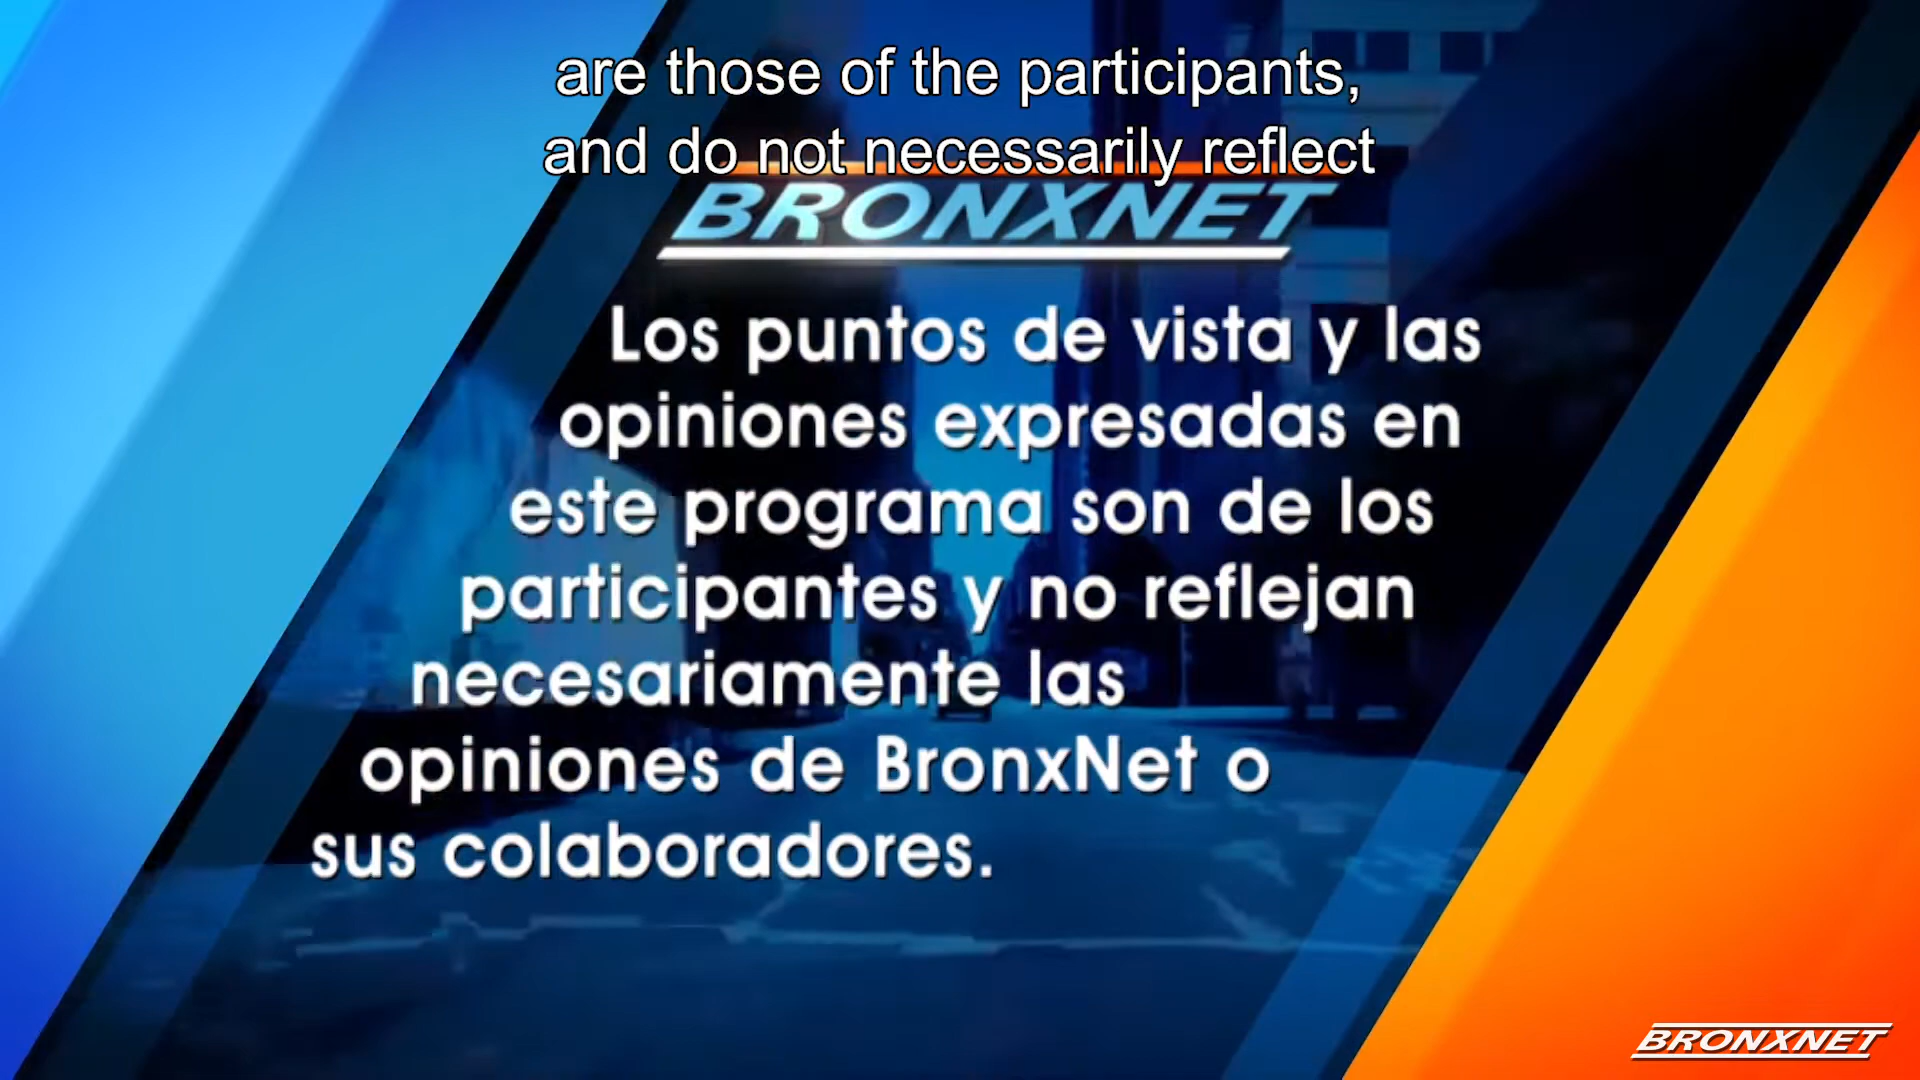 are those of the participants,
and do not necessarily reflect
BRONXNET
Los puntos de vista y las
opiniones expresadas en
este programa son de los
participantes y no reflejan
necesariamente las
opiniones de BronxNet o
sus colaboradores.
BRONXNET